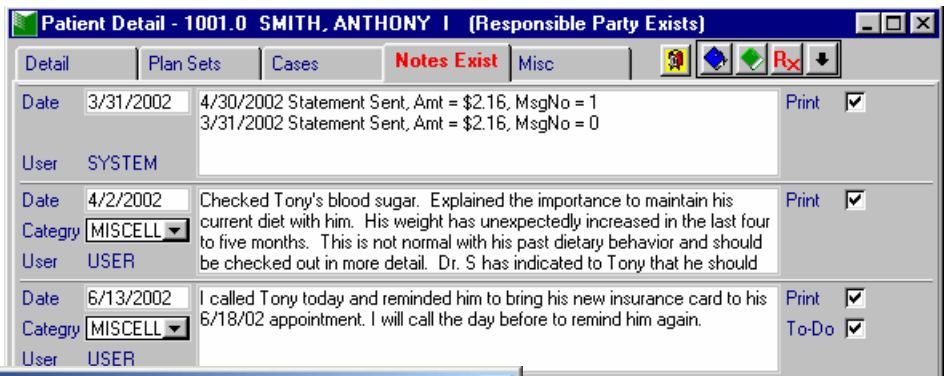 Patient Detail - 1001.0 SMITH, ANTHONY I (Responsible Party Exists)
Detail Plan Sets Cases Notes Exist Misc Rx
Date 3/31/2002 4/30/2002 Statement Sent, Amt = $2.16, MsgNo = 1 Print
3/31/2002 Statement Sent, Amt = $2.16, MsgNo = 0
User SYSTEM
Date 4/2/2002 Checked Tony's blood sugar. Explained the importance to maintain his Print
Categry MISCELL current diet with him. His weight has unexpectedly increased in the last four
to five months. This is not normal with his past dietary behavior and should
User USER be checked out in more detail. Dr. S has indicated to Tony that he should
Date 6/13/2002 I called Tony today and reminded him to bring his new insurance card to his Print
Categry MISCELL 6/18/02 appointment. I will call the day before to remind him again. To-Do
User USER